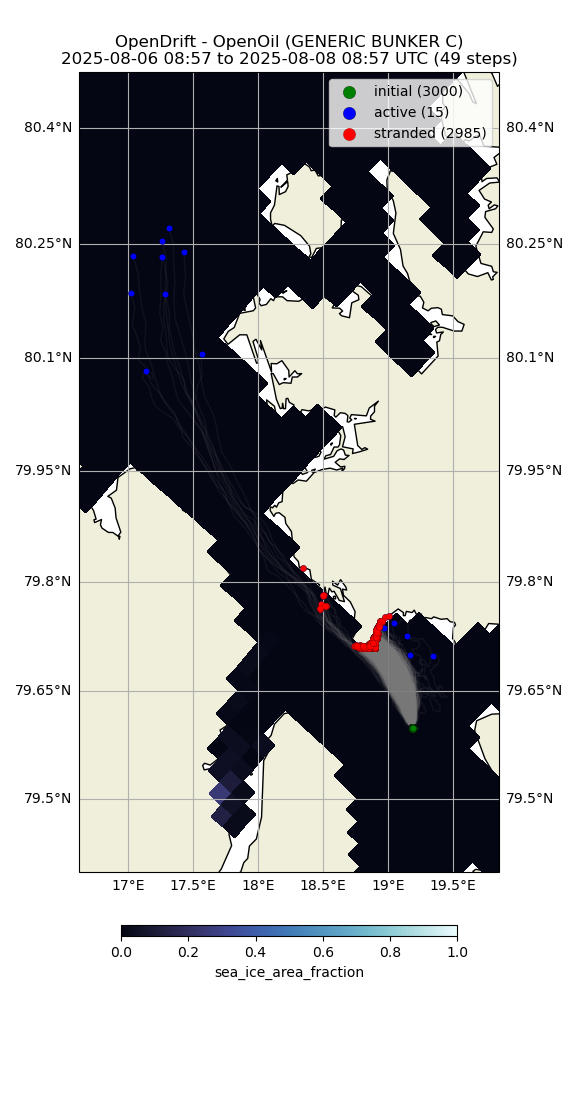 OpenDrift - OpenOil (GENERIC BUNKER C)
2025-08-06 08:57 to 2025-08-08 08:57 UTC (49 steps)
initial (3000)
active (15)
stranded (2985)
80.4°N 80.4°N
80.25°N 80.25°N
80.1°N 80.1°N
79.95°N 79.95°N
79.8°N 79.8°N
79.65°N 79.65°N
79.5°N 79.5°N
17°E 17.5°E 18°E 18.5°E 19°E 19.5°E
0.0 0.2 0.4 0.6 0.8 1.0
sea_ice_area_fraction